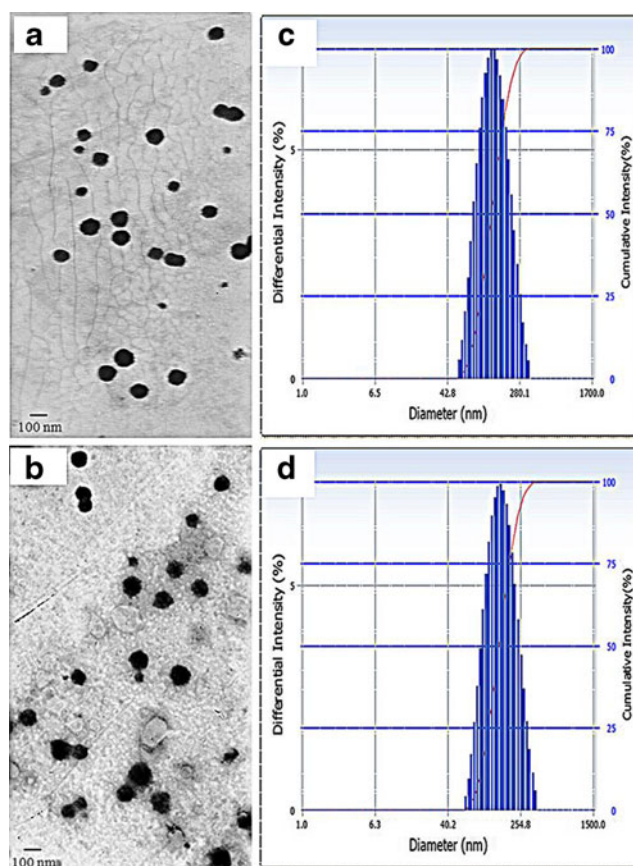 a
100 nm
b
100 nms
c
Differential Intensity (%)
5
0
1.0
6.5
42.8
280.1
1700.0
Diameter (nm)
100
75
50
25
0
Cumulative Intensity(%)
d
Differential Intensity (%)
5
0
1.0
6.3
40.2
254.8
1500.0
Diameter (nm)
100
75
50
25
0
Cumulative Intensity(%)